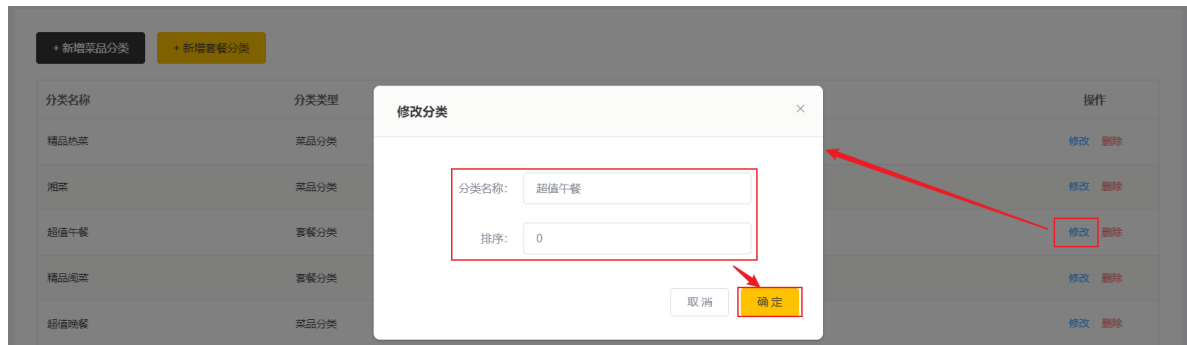 + 新增菜品分类 + 新增套餐分类
分类名称 分类类型 操作
修改分类 ×
精品热菜 菜品分类 修改 删除
湘菜 菜品分类 修改 删除
分类名称: 超值午餐
超值午餐 套餐分类 修改 删除
排序: 0
精品闽菜 套餐分类 修改 删除
取消 确定
超值晚餐 菜品分类 修改 删除